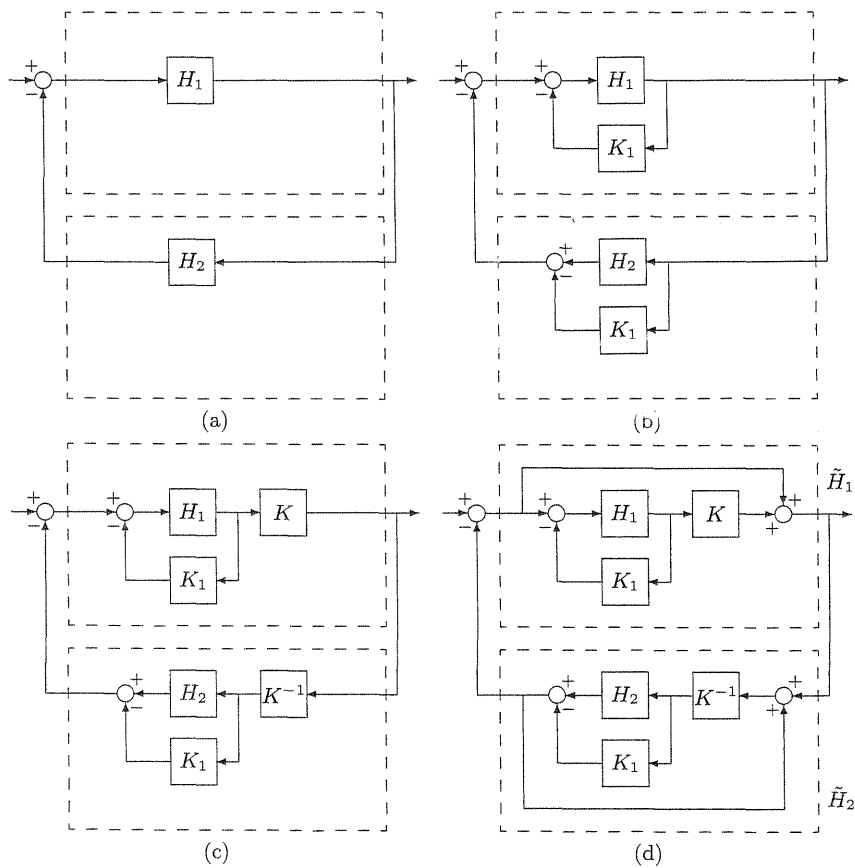 +
−
H₁
H₂
(a)
+
−
+
−
H₁
K₁
+
−
H₂
K₁
(b)
+
−
+
−
H₁
K
K₁
+
−
H₂
K⁻¹
K₁
(c)
+
−
+
−
H₁
K
+
+
H̃₁
K₁
+
−
H₂
K⁻¹
+
+
K₁
H̃₂
(d)